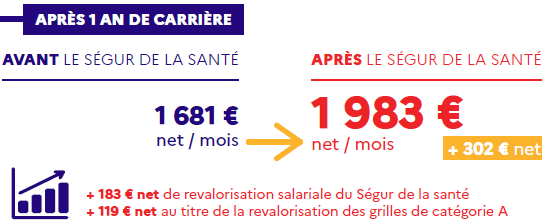 APRÈS 1 AN DE CARRIÈRE
AVANT LE SÉGUR DE LA SANTÉ
1 681 €
net / mois
APRÈS LE SÉGUR DE LA SANTÉ
1 983 €
net / mois
+ 302 € net
+ 183 € net de revalorisation salariale du Ségur de la santé
+ 119 € net au titre de la revalorisation des grilles de catégorie A